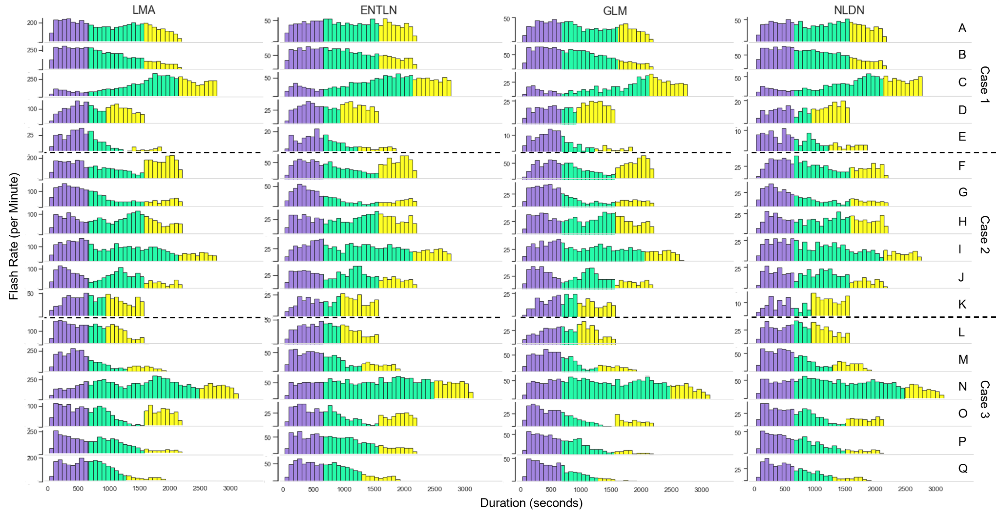 LMA ENTLN GLM NLDN
200 50 50 50 A
250 50 50 50 B
250 50 25 50 C
100 25 25 20 D
25 20 10 10 E
200 50 50 25 F
100 50 25 25 G
100 25 25 25 H
100 25 25 25 I
100 25 25 25 J
50 25 25 10 K
100 50 25 25 L
250 50 50 50 M
250 50 50 50 N
100 25 25 25 O
250 50 50 50 P
200 50 50 25 Q
0 500 1000 1500 2000 2500 3000 0 500 1000 1500 2000 2500 3000 0 500 1000 1500 2000 2500 3000 0 500 1000 1500 2000 2500 3000
Duration (seconds)
Flash Rate (per Minute)
Case 1
Case 2
Case 3